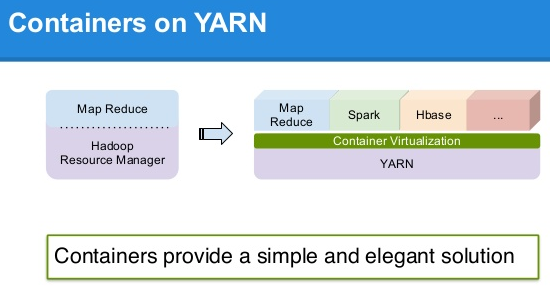 Containers on YARN
Map Reduce
Hadoop
Resource Manager
Map
Reduce
Spark
Hbase
...
Container Virtualization
YARN
Containers provide a simple and elegant solution